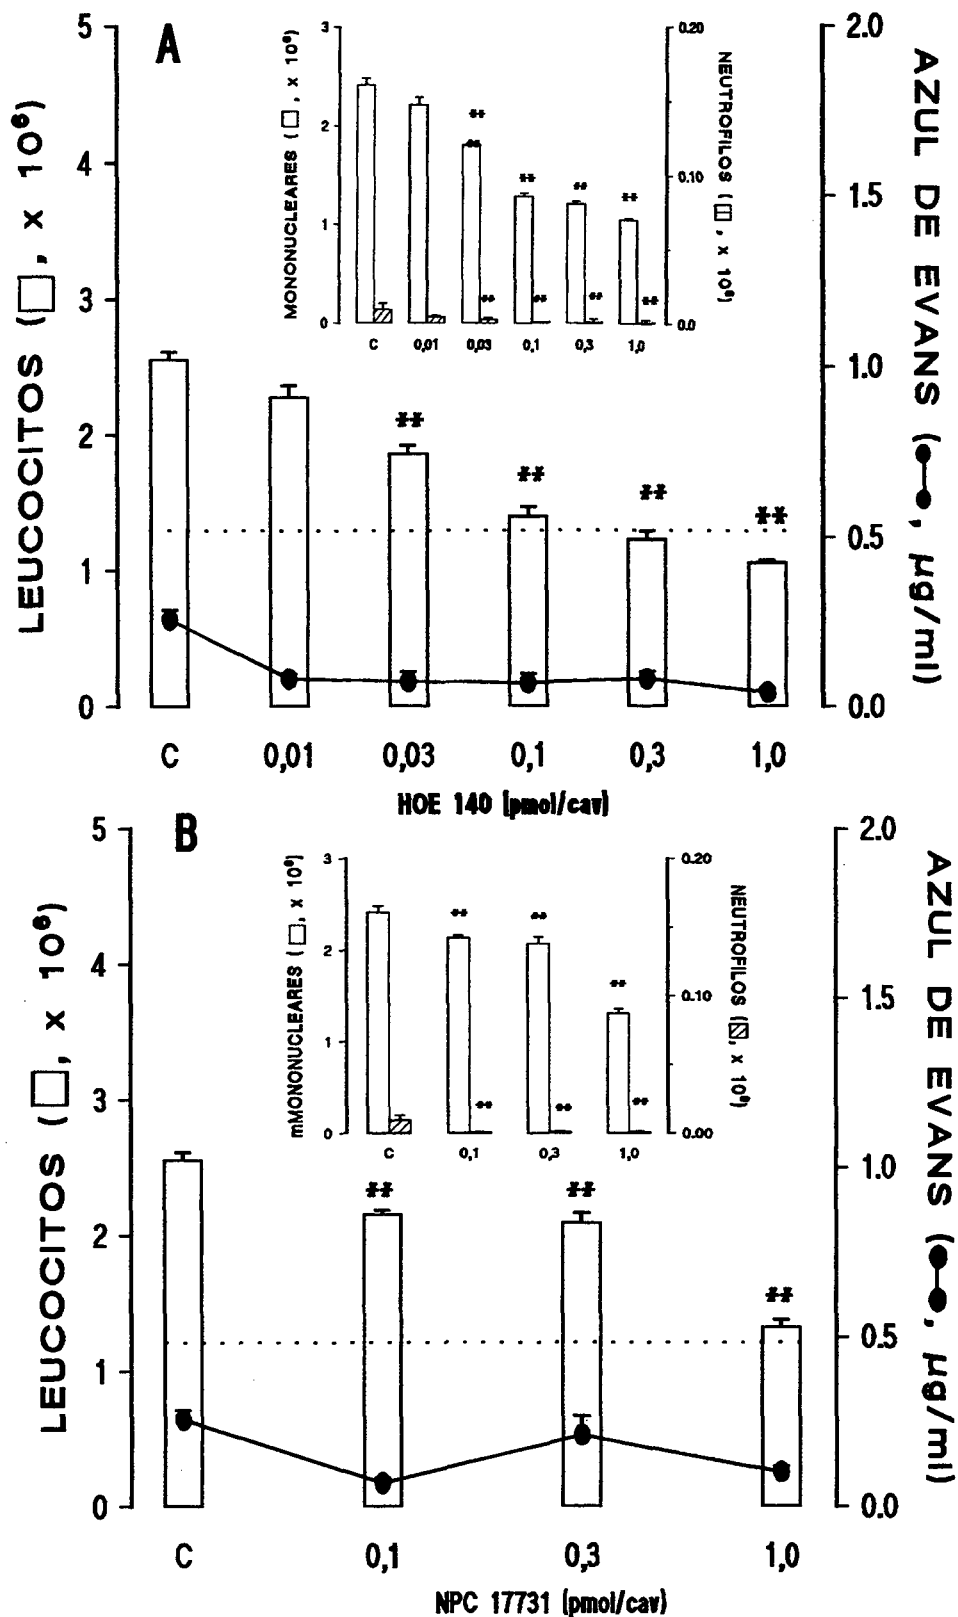 A
LEUCOCITOS (□, x 10⁶)
5
4
3
2
1
0
AZUL DE EVANS (●-●, µg/ml)
2.0
1.5
1.0
0.5
0.0
MONONUCLEARES (□, x 10⁶)
3
2
1
0
NEUTROFILOS (▥, x 10⁶)
0.20
0.10
0.0
**
**
** ** **
** ** ** **
C 0,01 0,03 0,1 0,3 1,0
** ** ** **
C 0,01 0,03 0,1 0,3 1,0
HOE 140 (pmol/cav)
B
LEUCOCITOS (□, x 10⁶)
5
4
3
2
1
0
AZUL DE EVANS (●-●, µg/ml)
2.0
1.5
1.0
0.5
0.0
mMONONUCLEARES (□, x 10⁶)
3
2
1
0
NEUTROFILOS (▨, x 10⁶)
0.20
0.10
0.00
** ** **
** ** **
C 0,1 0,3 1,0
** ** **
C 0,1 0,3 1,0
NPC 17731 (pmol/cav)